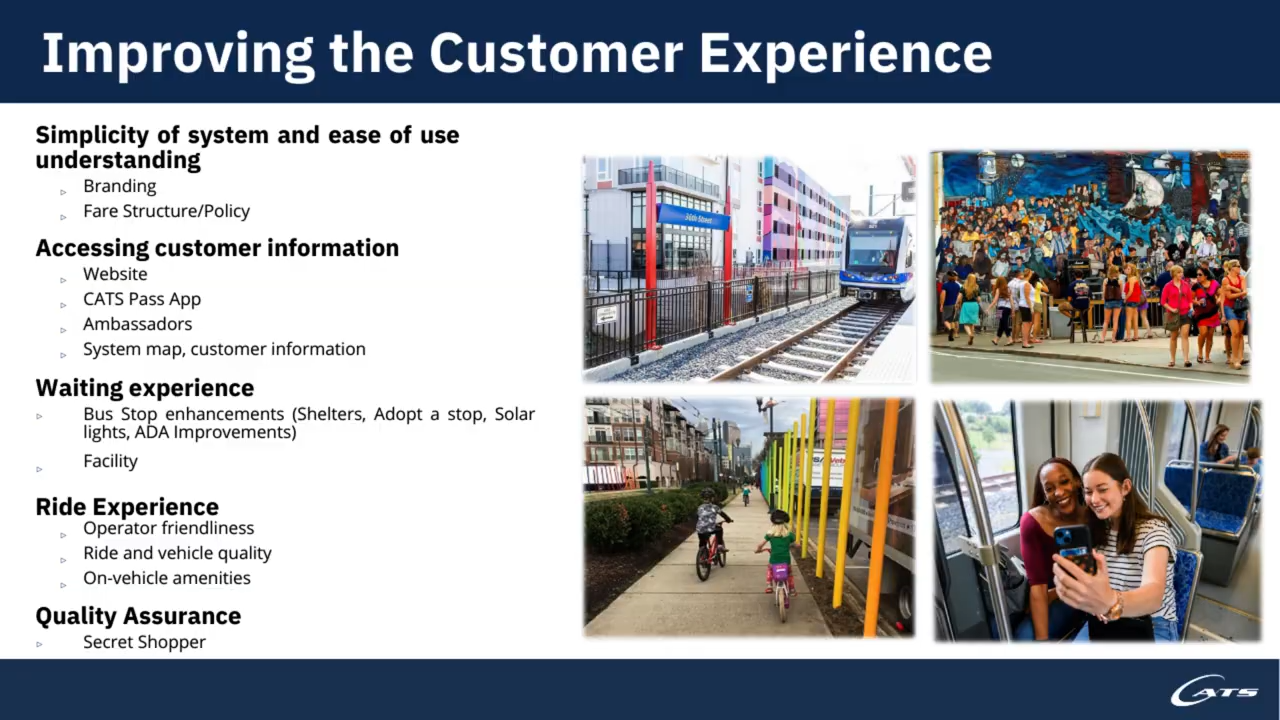 Improving the Customer Experience
Simplicity of system and ease of use
understanding
Branding
Fare Structure/Policy
Accessing customer information
Website
CATS Pass App
Ambassadors
System map, customer information
Waiting experience
Bus Stop enhancements (Shelters, Adopt a stop, Solar
lights, ADA Improvements)
Facility
Ride Experience
Operator friendliness
Ride and vehicle quality
On-vehicle amenities
Quality Assurance
Secret Shopper
36th Street
CATS